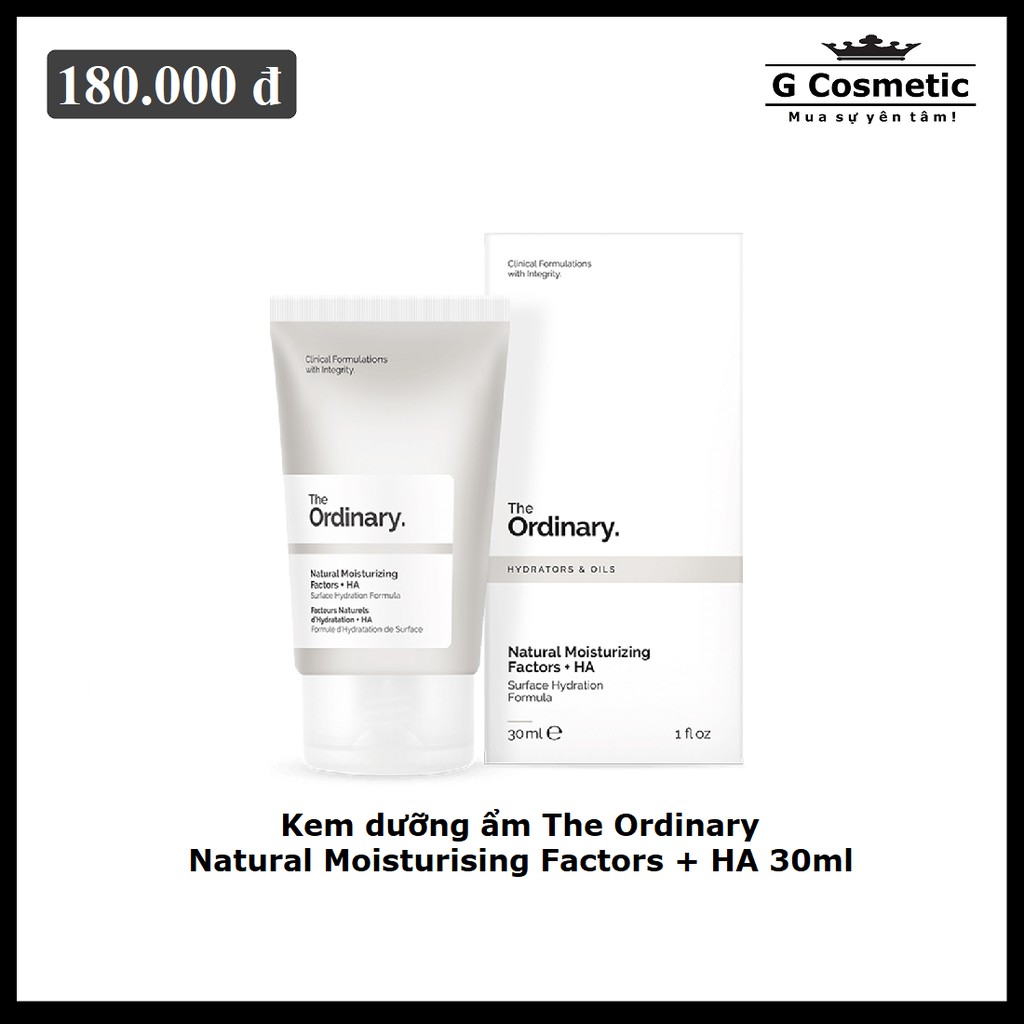 180.000 đ
G Cosmetic
Mua sự yên tâm!
Clinical Formulations
with Integrity.
The
Ordinary.
Natural Moisturizing
Factors + HA
Surface Hydration Formula
Facteurs Naturels
d'Hydratation + HA
Formule d'Hydratation de Surface
Clinical Formulations
with Integrity.
The
Ordinary.
HYDRATORS & OILS
Natural Moisturizing
Factors + HA
Surface Hydration
Formula
30 ml ℮
1 fl oz
Kem dưỡng ẩm The Ordinary
Natural Moisturising Factors + HA 30ml